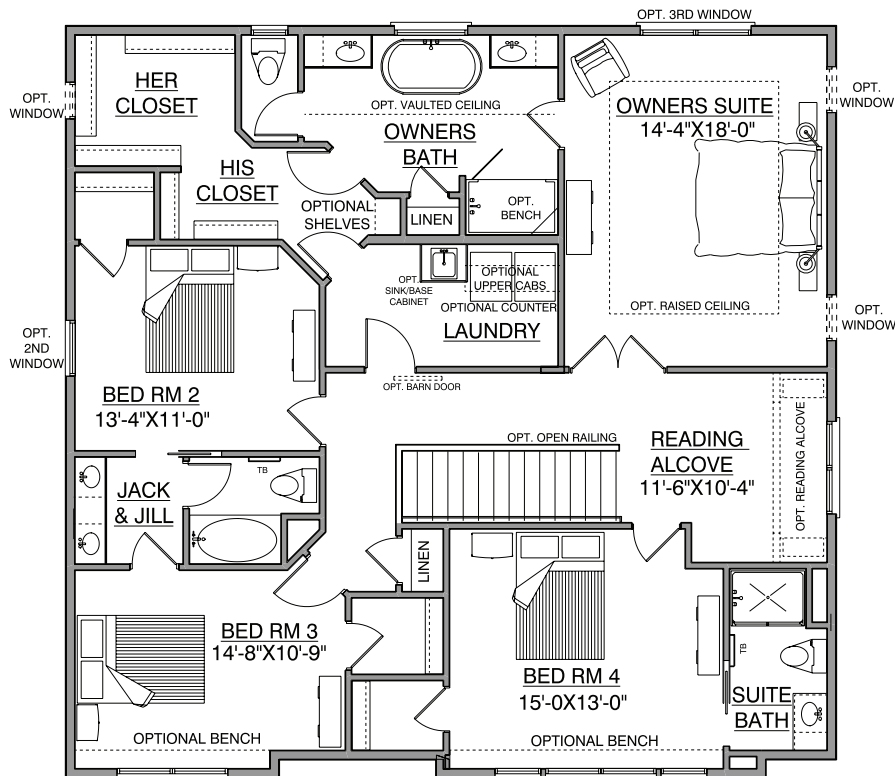 OPT. 3RD WINDOW
HER
CLOSET
OPT.
WINDOW
OPT. VAULTED CEILING
OWNERS
BATH
OWNERS SUITE
14'-4"X18'-0"
OPT.
WINDOW
HIS
CLOSET
OPTIONAL
SHELVES
LINEN
OPT.
BENCH
OPT.
SINK/BASE
CABINET
OPTIONAL
UPPER CABS
OPTIONAL COUNTER
LAUNDRY
OPT. RAISED CEILING
OPT.
WINDOW
OPT.
2ND
WINDOW
BED RM 2
13'-4"X11'-0"
OPT. BARN DOOR
OPT. OPEN RAILING
READING
ALCOVE
11'-6"X10'-4"
OPT. READING ALCOVE
TB
JACK
& JILL
LINEN
BED RM 3
14'-8"X10'-9"
OPTIONAL BENCH
BED RM 4
15'-0X13'-0"
OPTIONAL BENCH
TB
SUITE
BATH